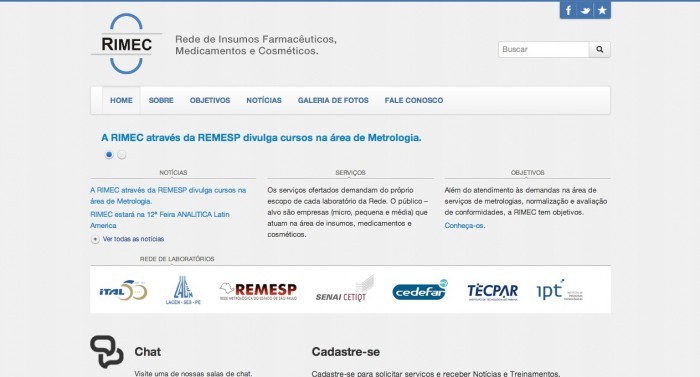 RIMEC
Rede de Insumos Farmacêuticos,
Medicamentos e Cosméticos.
Buscar
HOME SOBRE OBJETIVOS NOTÍCIAS GALERIA DE FOTOS FALE CONOSCO
A RIMEC através da REMESP divulga cursos na área de Metrologia.
NOTÍCIAS
A RIMEC através da REMESP divulga cursos na
área de Metrologia.
RIMEC estará na 12ª Feira ANALITICA Latin
America
Ver todas as notícias
SERVIÇOS
Os serviços ofertados demandam do próprio
escopo de cada laboratório da Rede. O público –
alvo são empresas (micro, pequena e média) que
atuam na área de insumos, medicamentos e
cosméticos.
OBJETIVOS
Além do atendimento às demandas na área de
serviços de metrologias, normalização e avaliação
de conformidades, a RIMEC tem objetivos.
Conheça-os.
REDE DE LABORATÓRIOS
ITAL 50
LACEN
REMESP
REDE METROLÓGICA DO ESTADO DE SÃO PAULO
SENAI CETIQT
cedefar
TECPAR
INSTITUTO DE TECNOLOGIA DO PARANÁ
ipt
Chat
Visite uma de nossas salas de chat.
Cadastre-se
Cadastre-se para solicitar serviços e receber Notícias e Treinamentos.